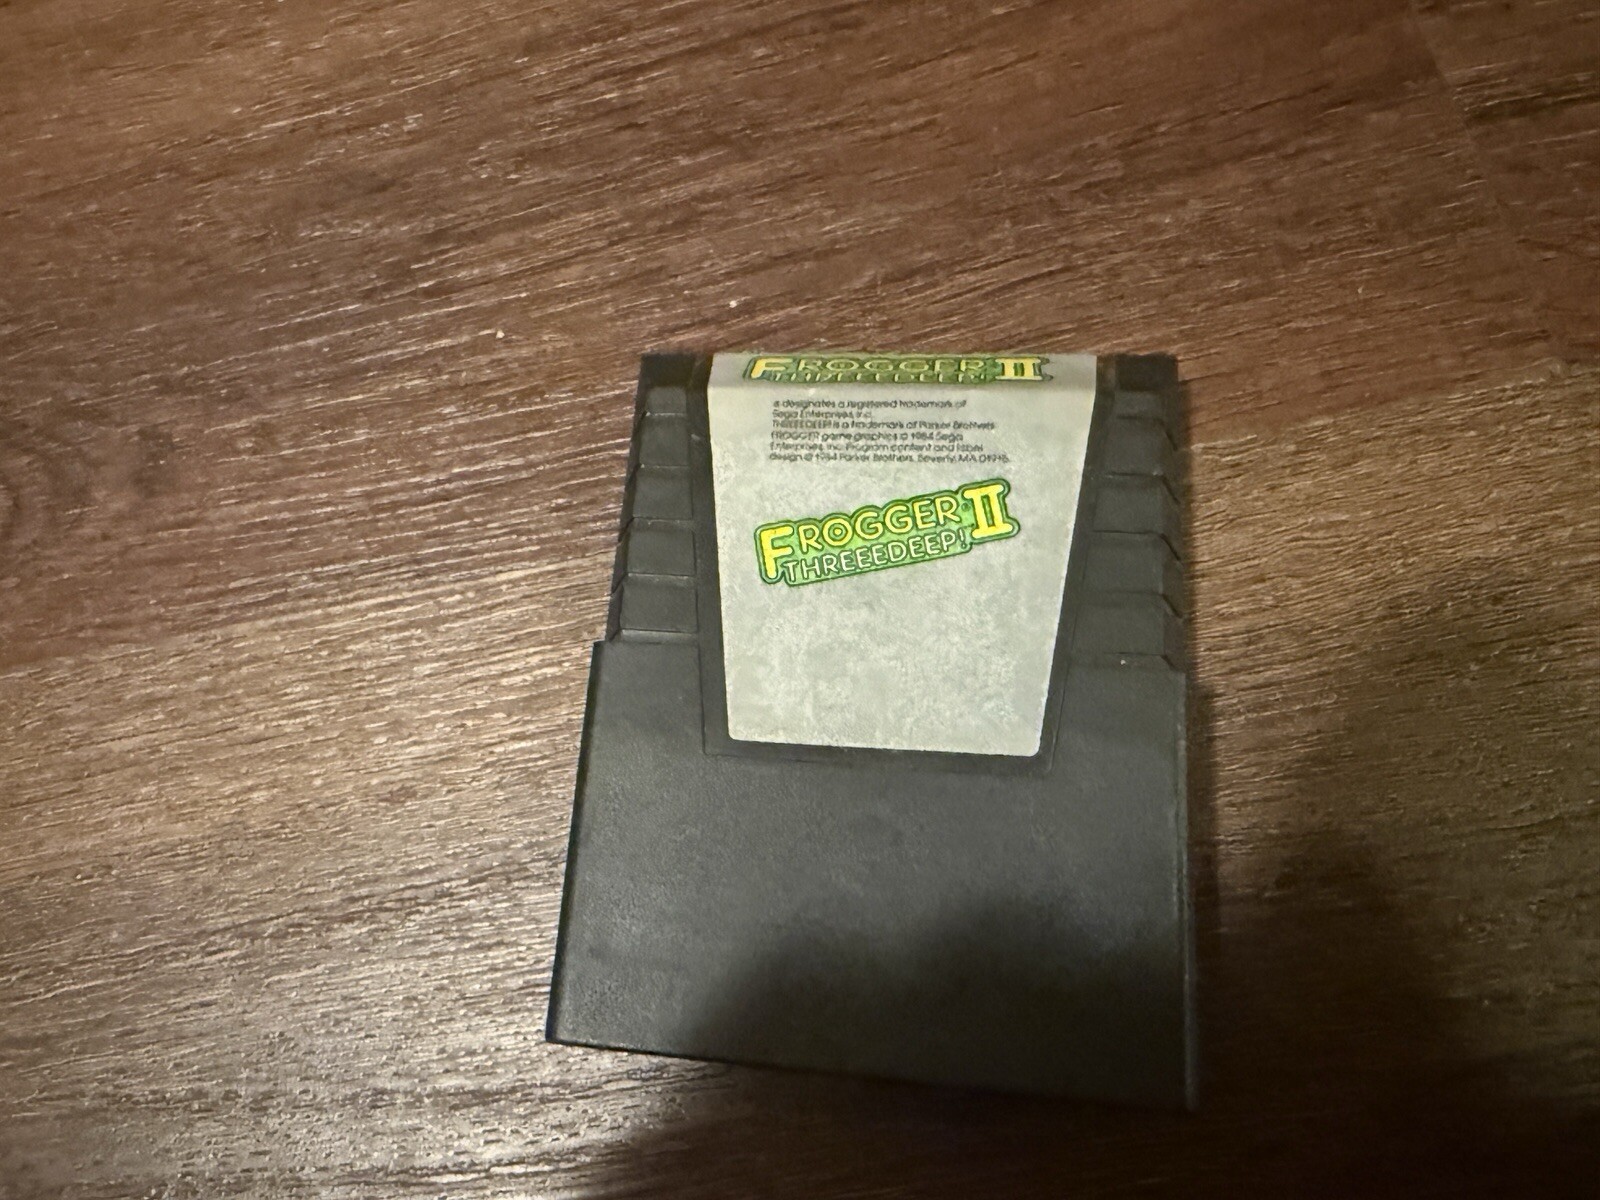 FROGGER II
THREEEDEEP!
® designates a registered trademark of
Sega Enterprises, Inc.
THREEEDEEP! is a trademark of Parker Brothers
FROGGER game graphics © 1984 Sega
Enterprises, Inc. Program content and label
design © 1984 Parker Brothers, Beverly, MA 01915.
FROGGER® II
THREEEDEEP!